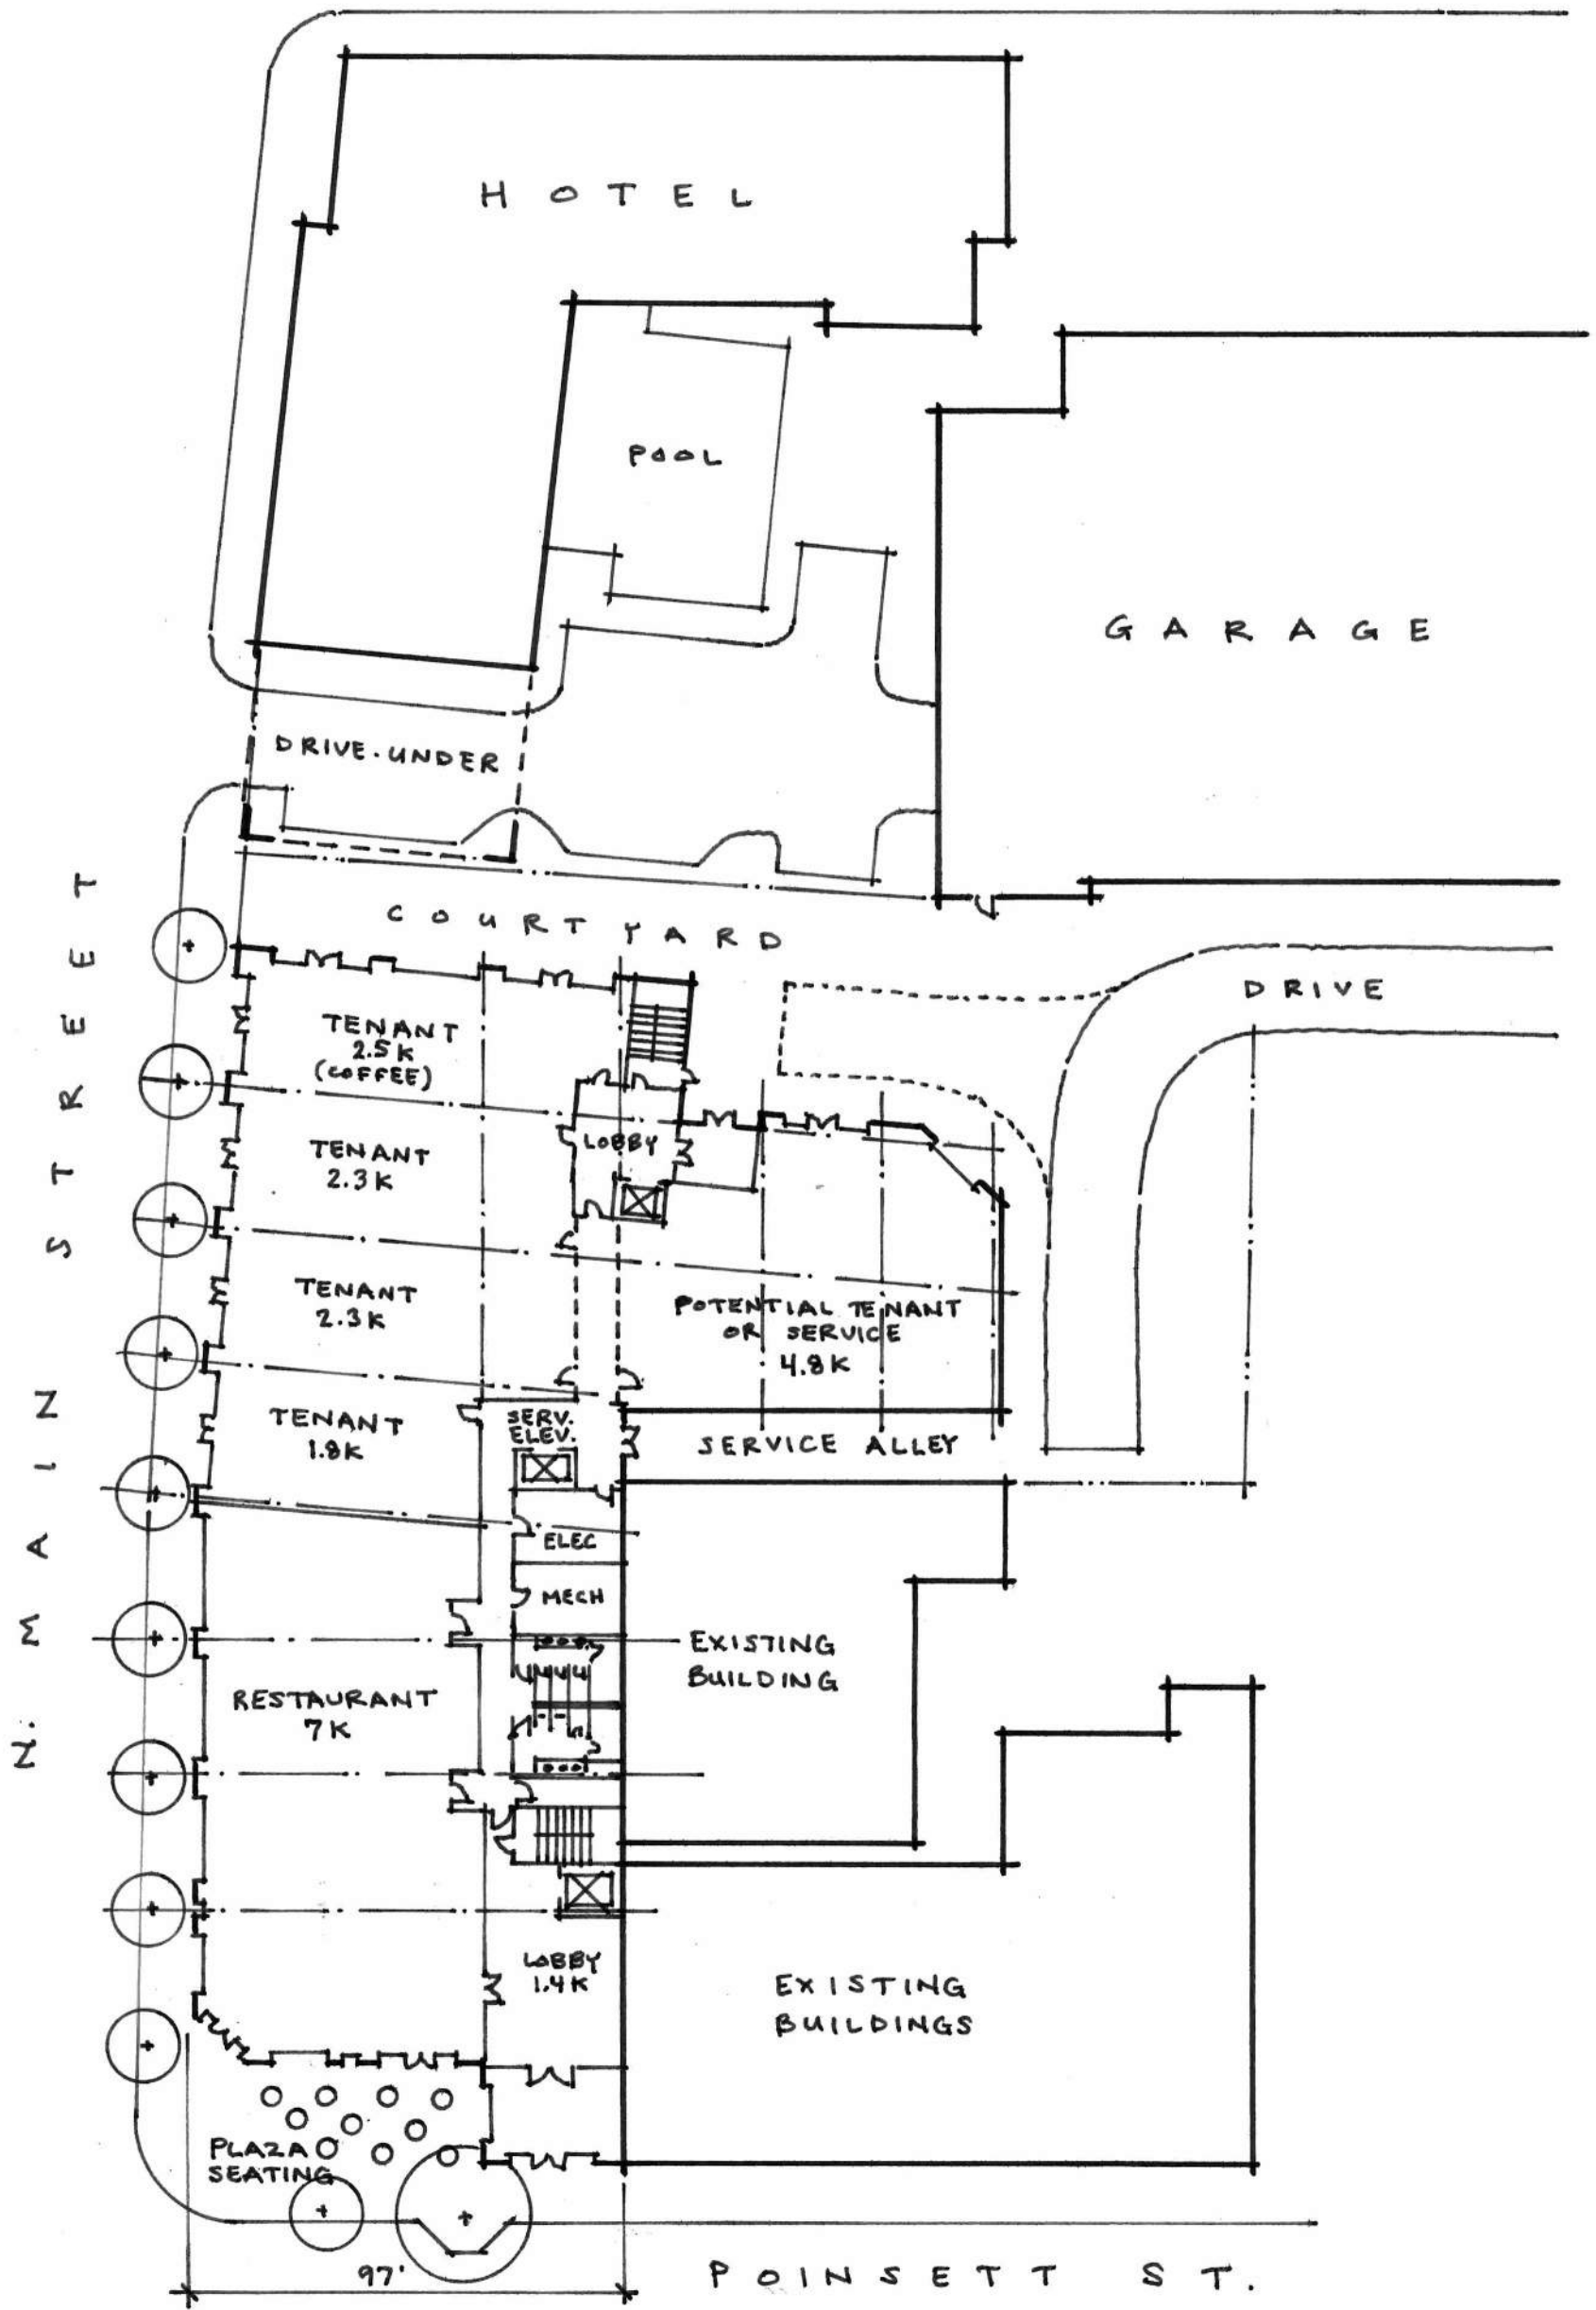 HOTEL
POOL
GARAGE
DRIVE-UNDER
COURTYARD
DRIVE
N. MAIN STREET
TENANT
2.5K
(COFFEE)
LOBBY
TENANT
2.3K
TENANT
2.3K
POTENTIAL TENANT
OR SERVICE
4.8K
TENANT
1.8K
SERV.
ELEV.
SERVICE ALLEY
ELEC
MECH
EXISTING
BUILDING
RESTAURANT
7K
LOBBY
1.4K
EXISTING
BUILDINGS
PLAZA
SEATING
97'
POINSETT ST.